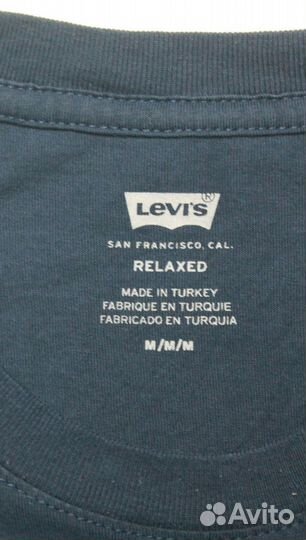 Levi's ®
SAN FRANCISCO, CAL.
RELAXED
MADE IN TURKEY
FABRIQUE EN TURQUIE
FABRICADO EN TURQUIA
M/M/M
Avito